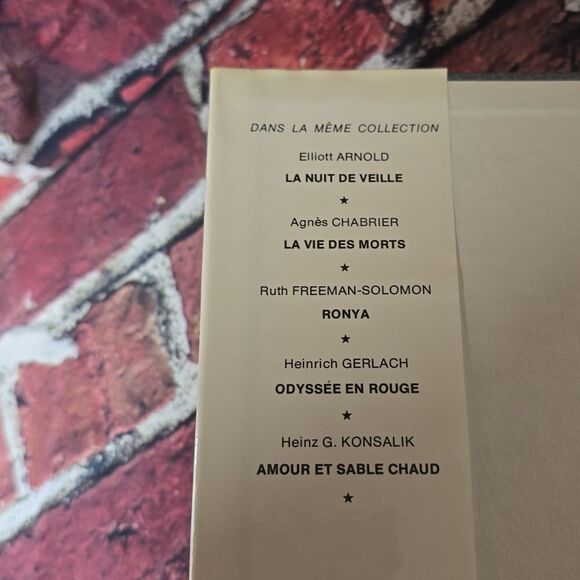 DANS LA MÊME COLLECTION
Elliott ARNOLD
LA NUIT DE VEILLE
★
Agnès CHABRIER
LA VIE DES MORTS
★
Ruth FREEMAN-SOLOMON
RONYA
★
Heinrich GERLACH
ODYSSÉE EN ROUGE
★
Heinz G. KONSALIK
AMOUR ET SABLE CHAUD
★